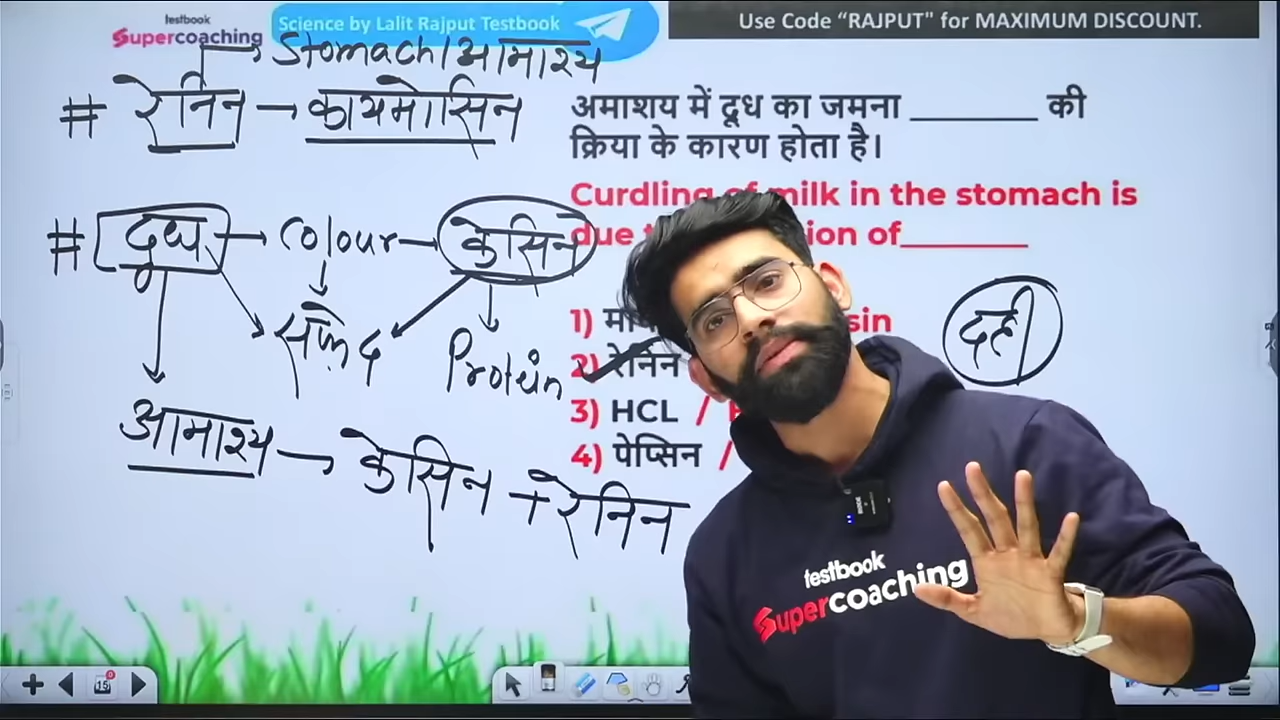 testbook
Supercoaching
Science by Lalit Rajput Testbook
Use Code “RAJPUT" for MAXIMUM DISCOUNT.
Stomach/आमाश्य
# रेनिन → कायमोसिन
अमाशय में दूध का जमना ________ की
क्रिया के कारण होता है।
Curdling of milk in the stomach is
due ion of________
# दूध → Colour → केसिन
सफेद
Protein
1)
sin
2) रेनिन
3) HCL /
4) पेप्सिन /
दही
आमाश्य → केसिन + रेनिन
testbook
Supercoaching
15